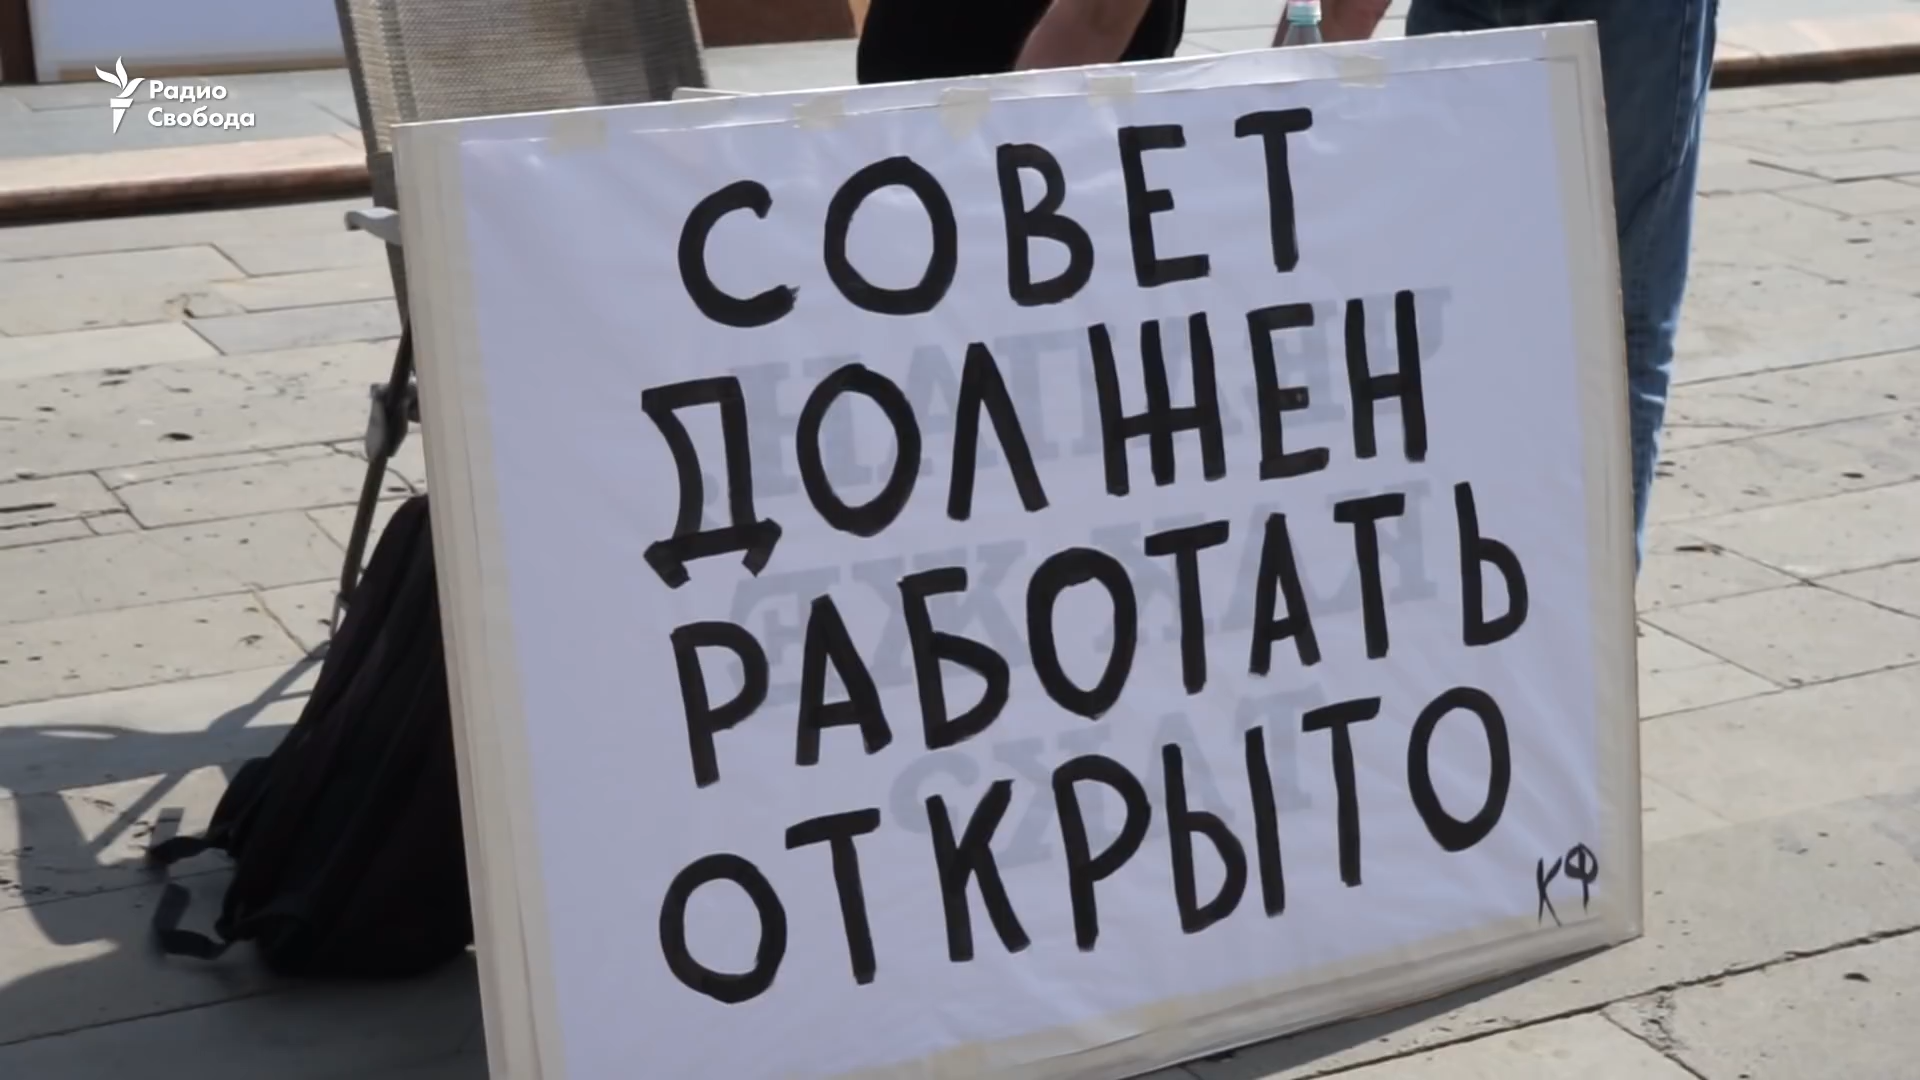 Радио
Свобода
СОВЕТ
ДОЛЖЕН
РАБОТАТЬ
ОТКРЫТО
КФ